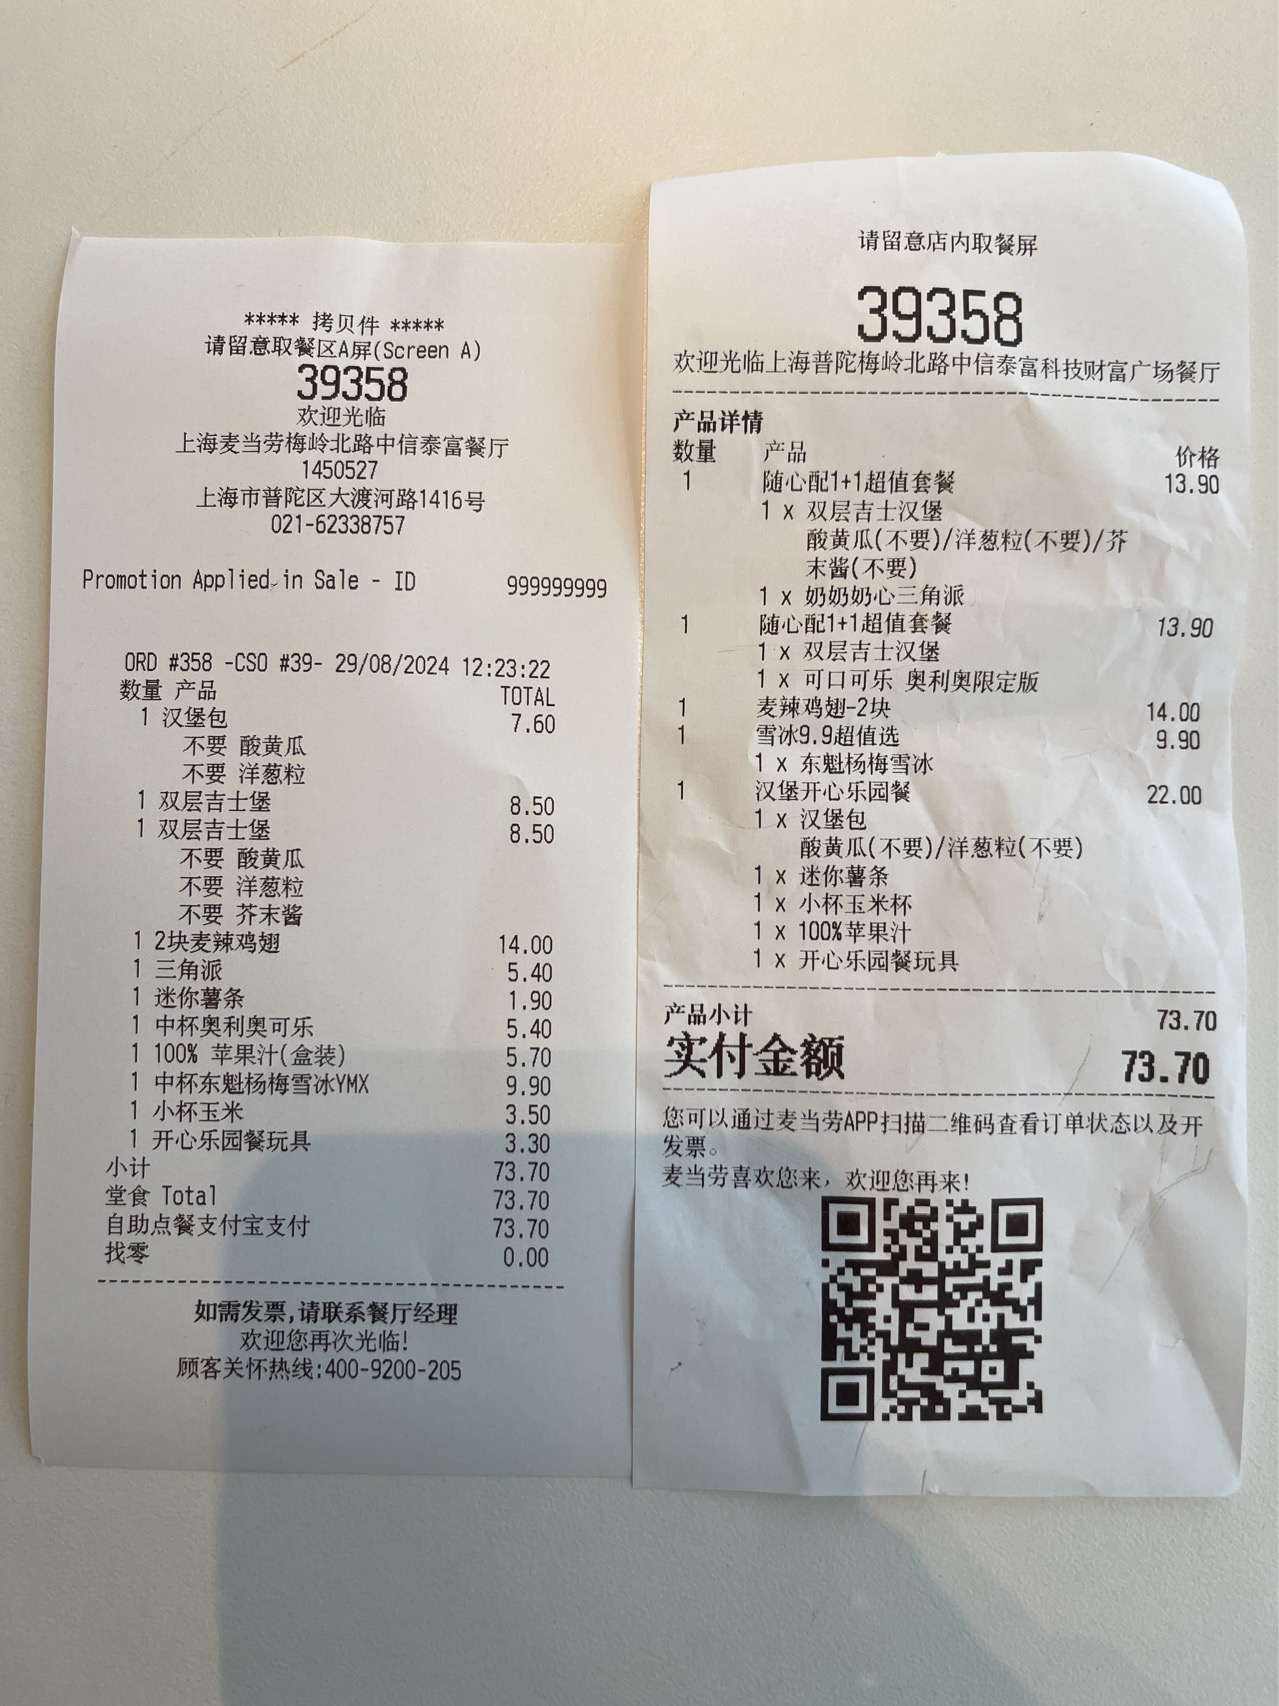 ***** 拷贝件 *****
请留意取餐区A屏(Screen A)
39358
欢迎光临
上海麦当劳梅岭北路中信泰富餐厅
1450527
上海市普陀区大渡河路1416号
021-62338757
Promotion Applied in Sale - ID 999999999
ORD #358 -CSO #39- 29/08/2024 12:23:22
数量 产品 TOTAL
1 汉堡包 7.60
不要 酸黄瓜
不要 洋葱粒
1 双层吉士堡 8.50
1 双层吉士堡 8.50
不要 酸黄瓜
不要 洋葱粒
不要 芥末酱
1 2块麦辣鸡翅 14.00
1 三角派 5.40
1 迷你薯条 1.90
1 中杯奥利奥可乐 5.40
1 100% 苹果汁(盒装) 5.70
1 中杯东魁杨梅雪冰YMX 9.90
1 小杯玉米 3.50
1 开心乐园餐玩具 3.30
小计 73.70
堂食 Total 73.70
自助点餐支付宝支付 73.70
找零 0.00
如需发票,请联系餐厅经理
欢迎您再次光临!
顾客关怀热线:400-9200-205
请留意店内取餐屏
39358
欢迎光临上海普陀梅岭北路中信泰富科技财富广场餐厅
产品详情
数量 产品 价格
1 随心配1+1超值套餐 13.90
1 x 双层吉士汉堡
酸黄瓜(不要)/洋葱粒(不要)/芥
末酱(不要)
1 x 奶奶奶心三角派
1 随心配1+1超值套餐 13.90
1 x 双层吉士汉堡
1 x 可口可乐 奥利奥限定版
1 麦辣鸡翅-2块 14.00
1 雪冰9.9超值选 9.90
1 x 东魁杨梅雪冰
1 汉堡开心乐园餐 22.00
1 x 汉堡包
酸黄瓜(不要)/洋葱粒(不要)
1 x 迷你薯条
1 x 小杯玉米杯
1 x 100%苹果汁
1 x 开心乐园餐玩具
产品小计 73.70
实付金额 73.70
您可以通过麦当劳APP扫描二维码查看订单状态以及开
发票。
麦当劳喜欢您来，欢迎您再来!